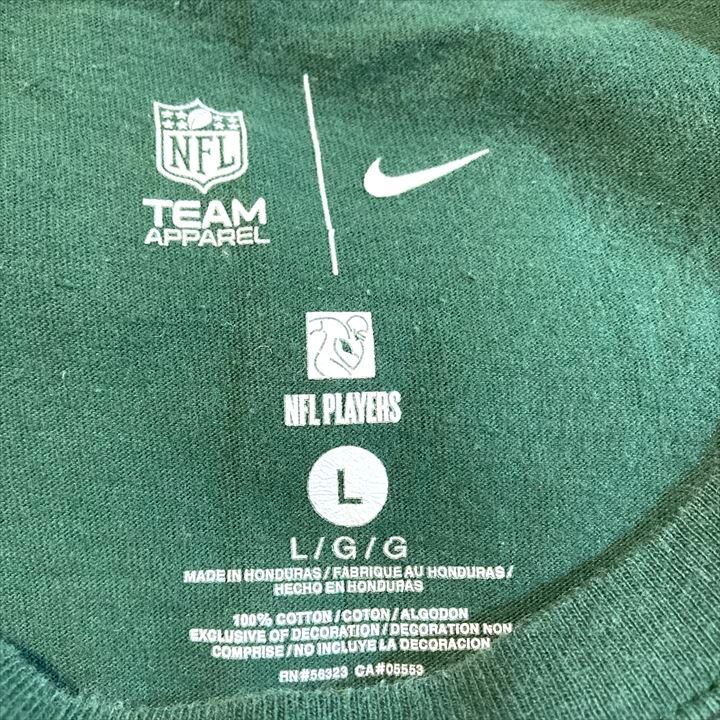 NFL
TEAM
APPAREL
NFL PLAYERS
L
L/G/G
MADE IN HONDURAS/FABRIQUE AU HONDURAS/
HECHO EN HONDURAS
100% COTTON/COTON/ALGODON
EXCLUSIVE OF DECORATION/DECORATION NON
COMPRISE/NO INCLUYE LA DECORACION
RN#56323 CA#05553